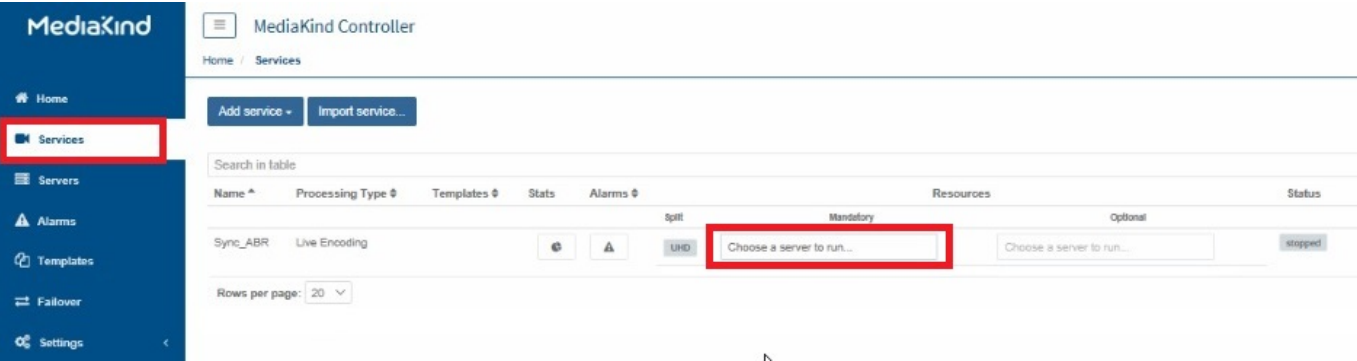 MediaKind
MediaKind Controller
Home / Services
Home
Services
Servers
Alarms
Templates
Failover
Settings
Add service
Import service...
Search in table
Name Processing Type Templates Stats Alarms Resources Status
Split Mandatory Optional
Sync_ABR Live Encoding UHD Choose a server to run... Choose a server to run... stopped
Rows per page: 20